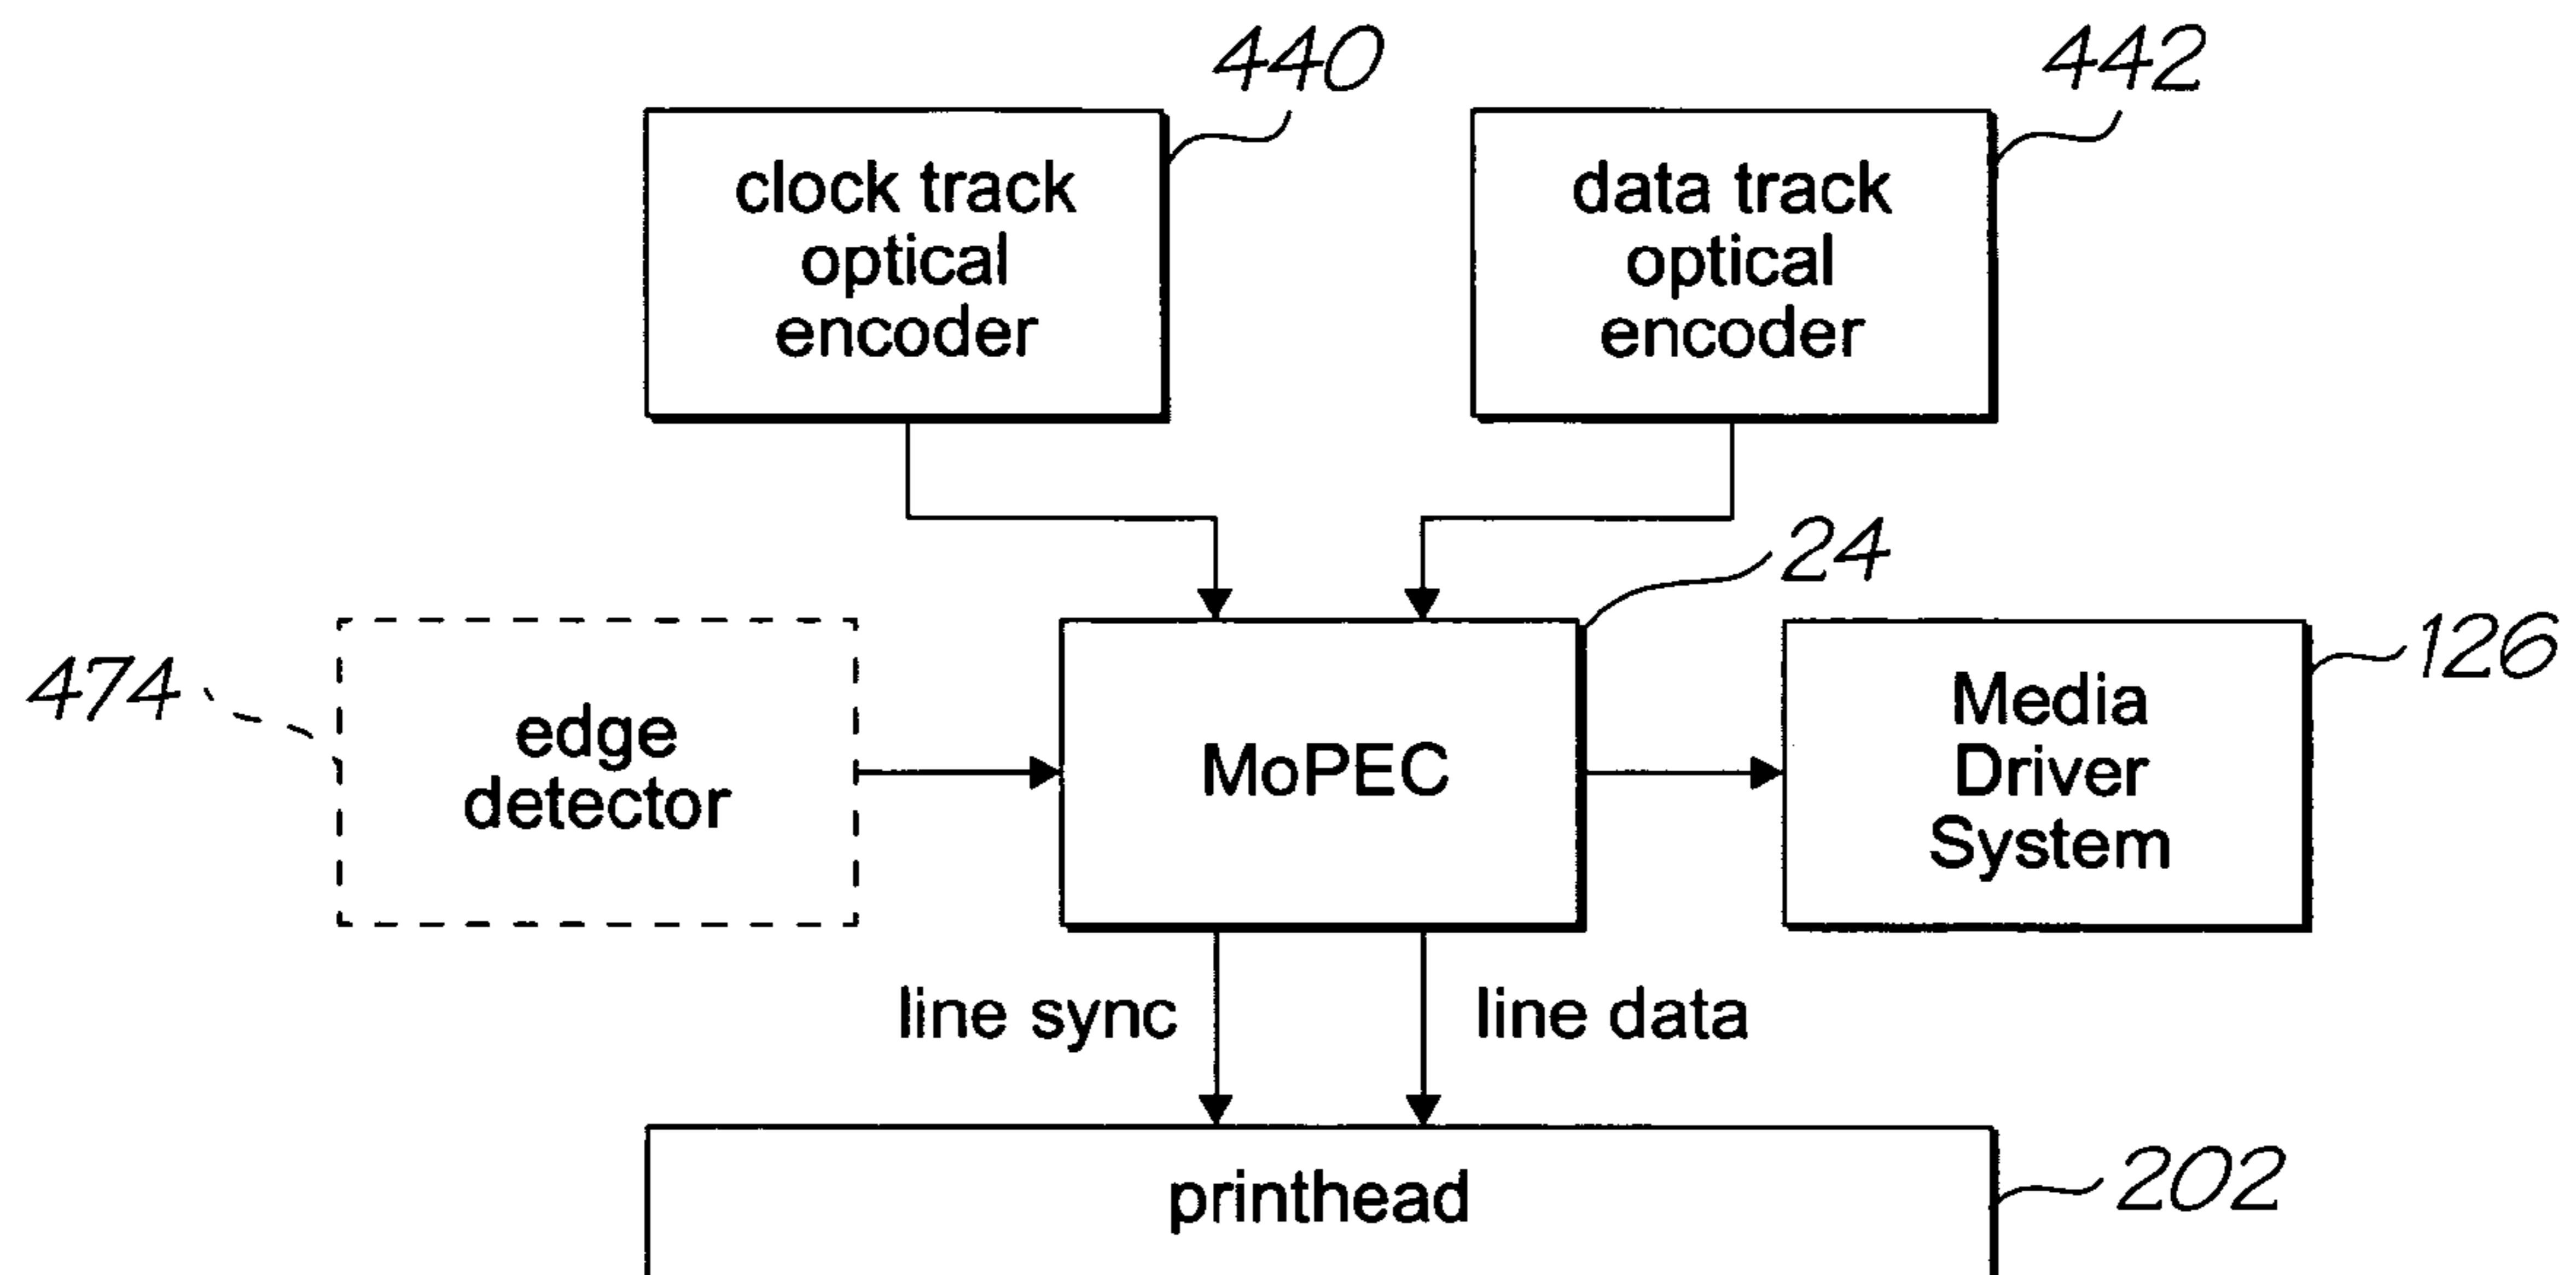 440
442
clock track
optical
encoder
data track
optical
encoder
24
126
474
edge
detector
MoPEC
Media
Driver
System
line sync
line data
printhead
202